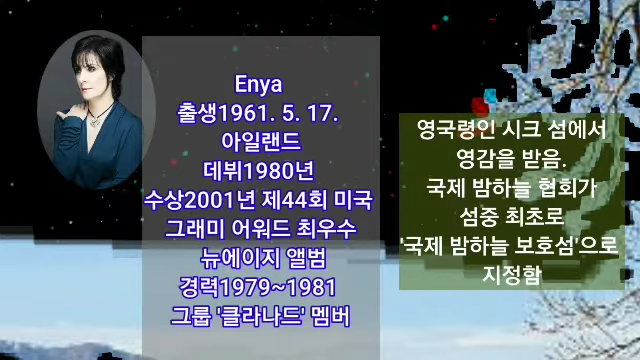 Enya
출생1961. 5. 17.
아일랜드
데뷔1980년
수상2001년 제44회 미국
그래미 어워드 최우수
뉴에이지 앨범
경력1979~1981
그룹 '클라나드' 멤버
영국령인 시크 섬에서
영감을 받음.
국제 밤하늘 협회가
섬중 최초로
'국제 밤하늘 보호섬'으로
지정함